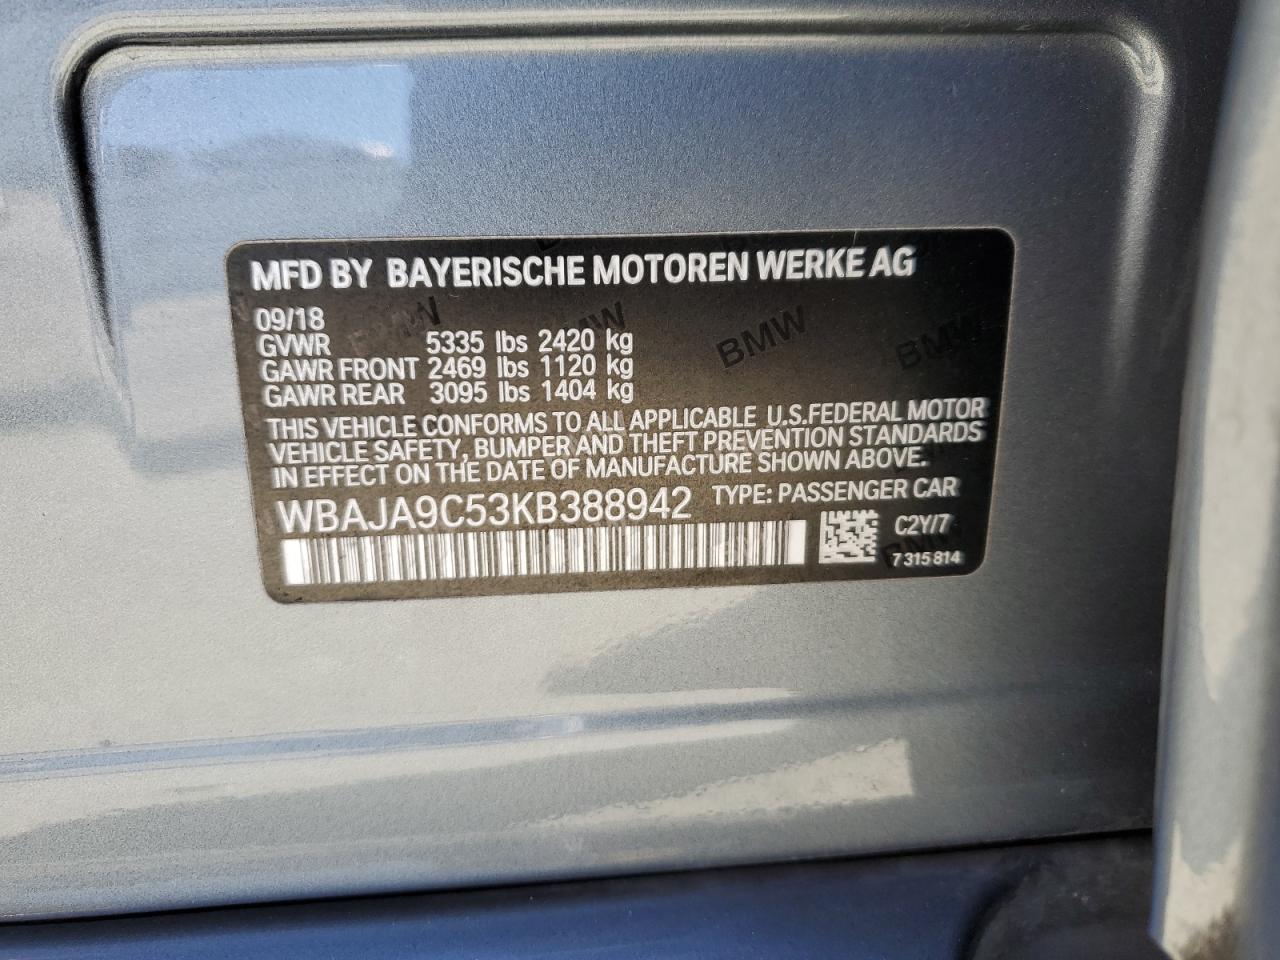 MFD BY BAYERISCHE MOTOREN WERKE AG
09/18
GVWR 5335 lbs 2420 kg
GAWR FRONT 2469 lbs 1120 kg
GAWR REAR 3095 lbs 1404 kg
THIS VEHICLE CONFORMS TO ALL APPLICABLE U.S.FEDERAL MOTOR
VEHICLE SAFETY, BUMPER AND THEFT PREVENTION STANDARDS
IN EFFECT ON THE DATE OF MANUFACTURE SHOWN ABOVE.
WBAJA9C53KB388942 TYPE: PASSENGER CAR
C2Y/7
7 315 814
BMW
BMW
BMW
BMW
BMW